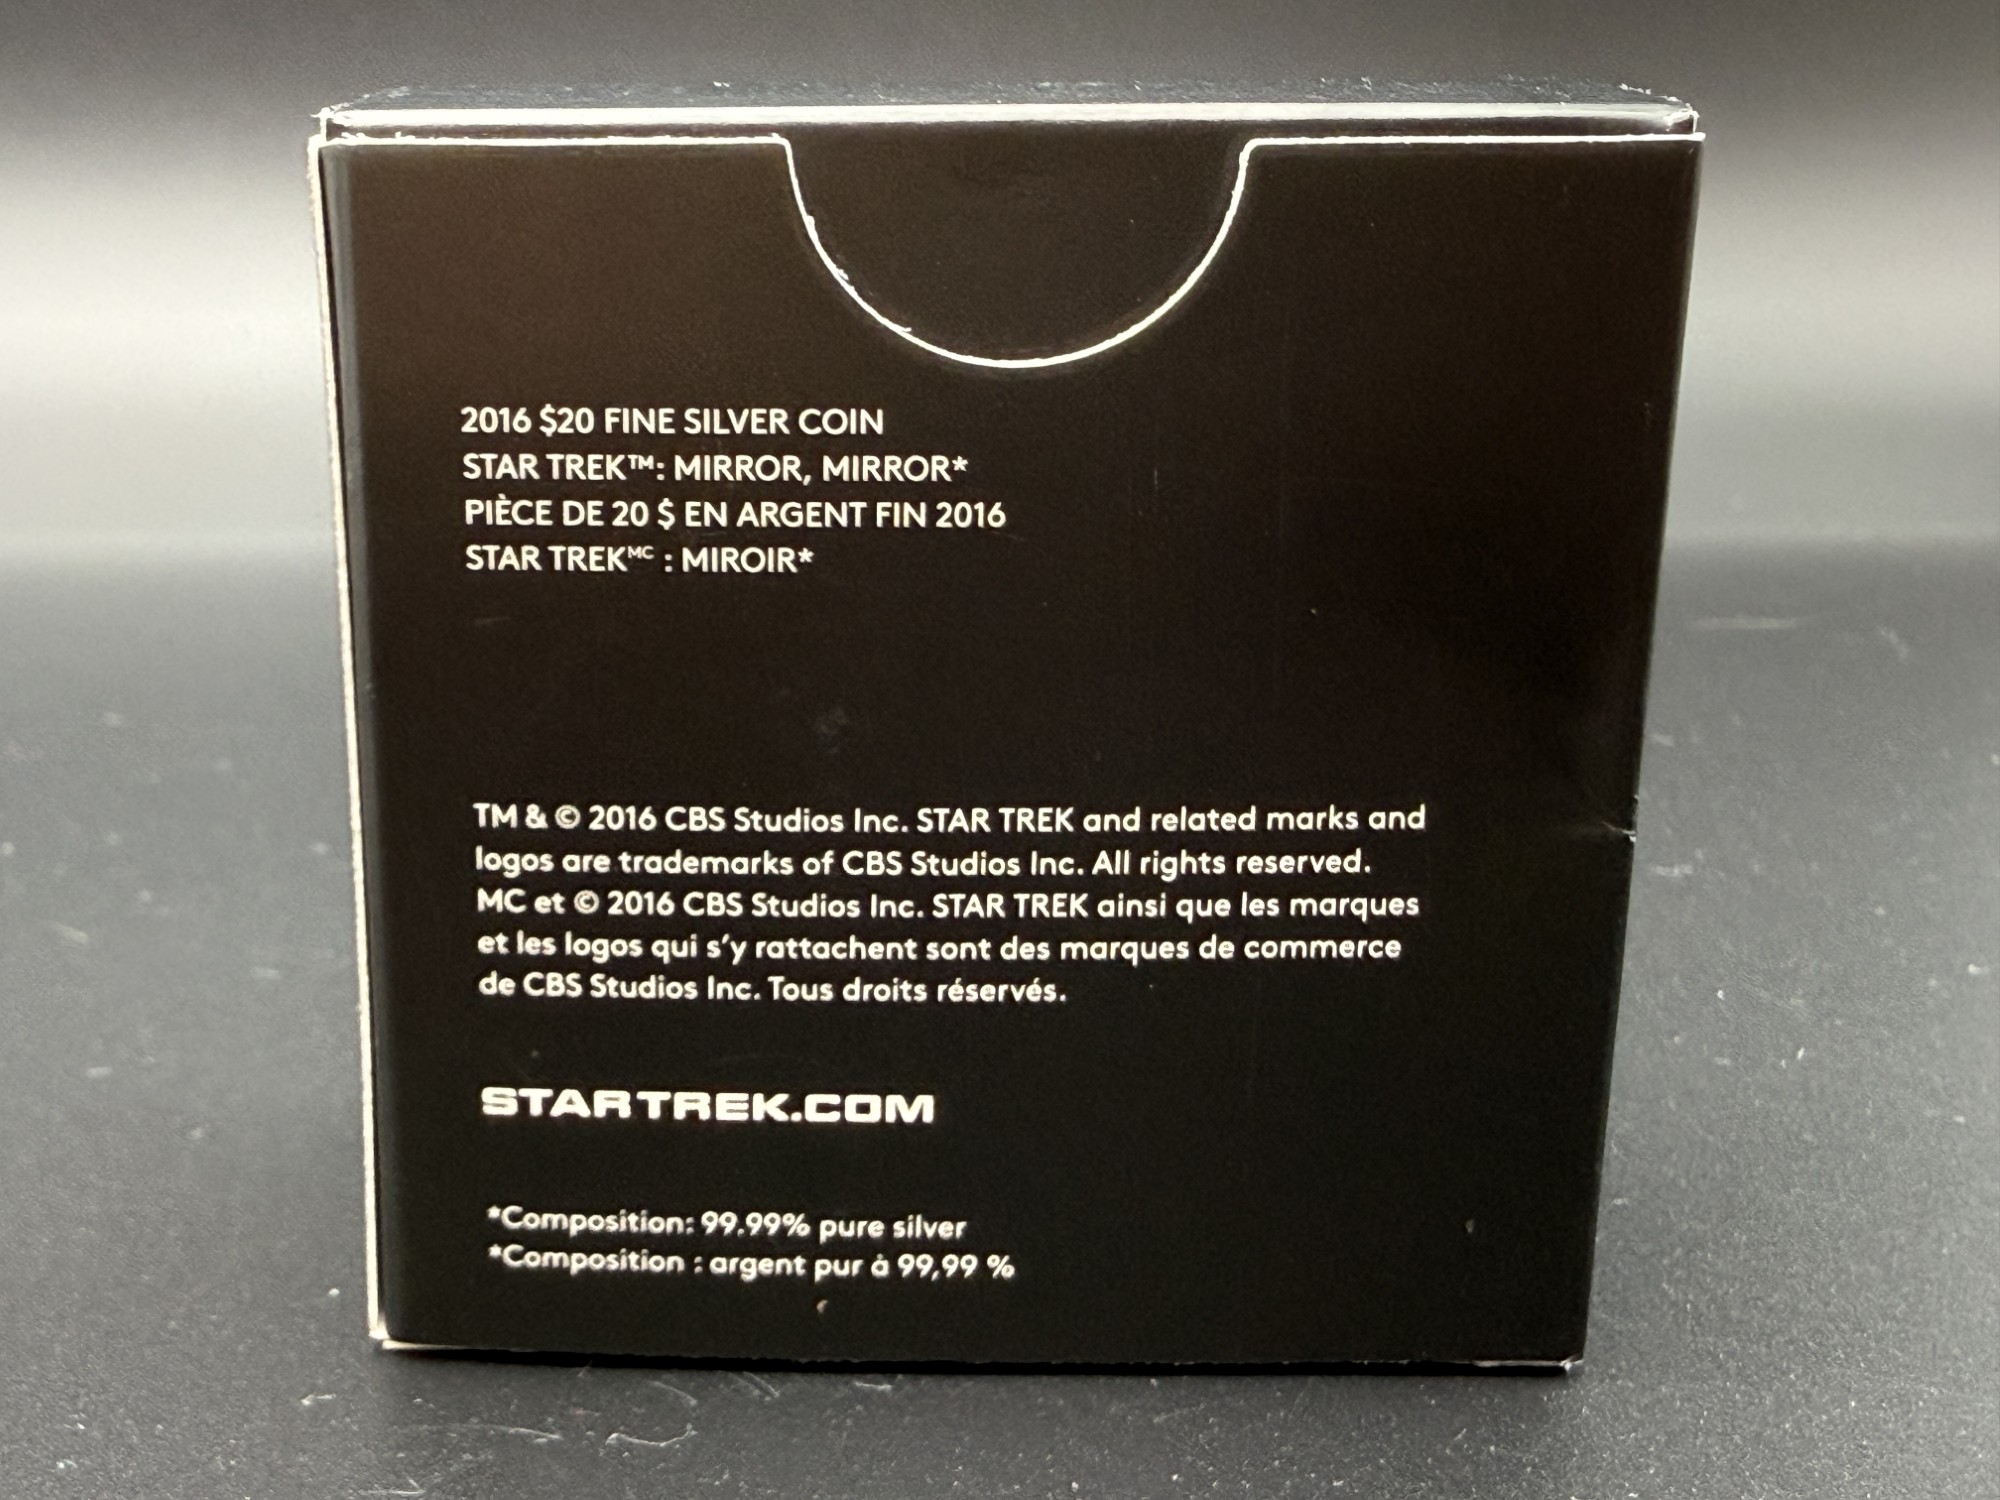 2016 $20 FINE SILVER COIN
STAR TREK™: MIRROR, MIRROR*
PIÈCE DE 20 $ EN ARGENT FIN 2016
STAR TREKᴹᶜ : MIROIR*
TM & © 2016 CBS Studios Inc. STAR TREK and related marks and
logos are trademarks of CBS Studios Inc. All rights reserved.
MC et © 2016 CBS Studios Inc. STAR TREK ainsi que les marques
et les logos qui s'y rattachent sont des marques de commerce
de CBS Studios Inc. Tous droits réservés.
STARTREK.COM
*Composition: 99.99% pure silver
*Composition : argent pur à 99,99 %